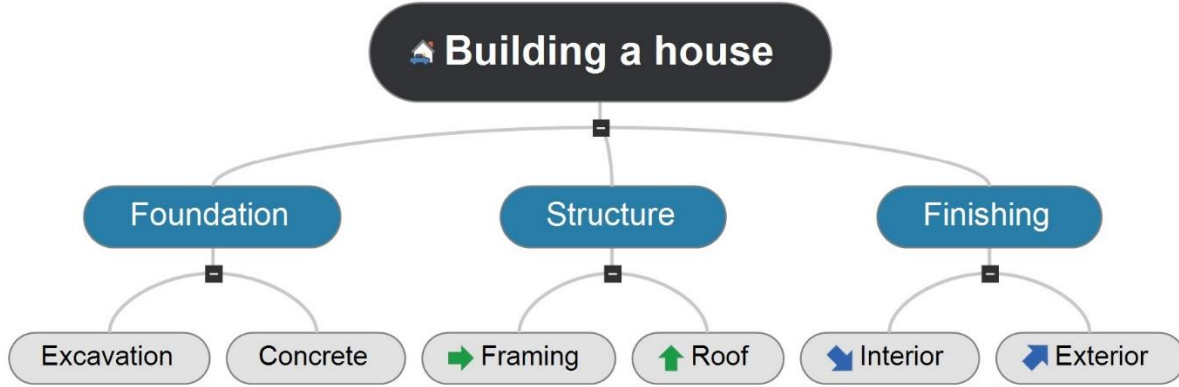 Building a house
Foundation
Structure
Finishing
Excavation
Concrete
Framing
Roof
Interior
Exterior